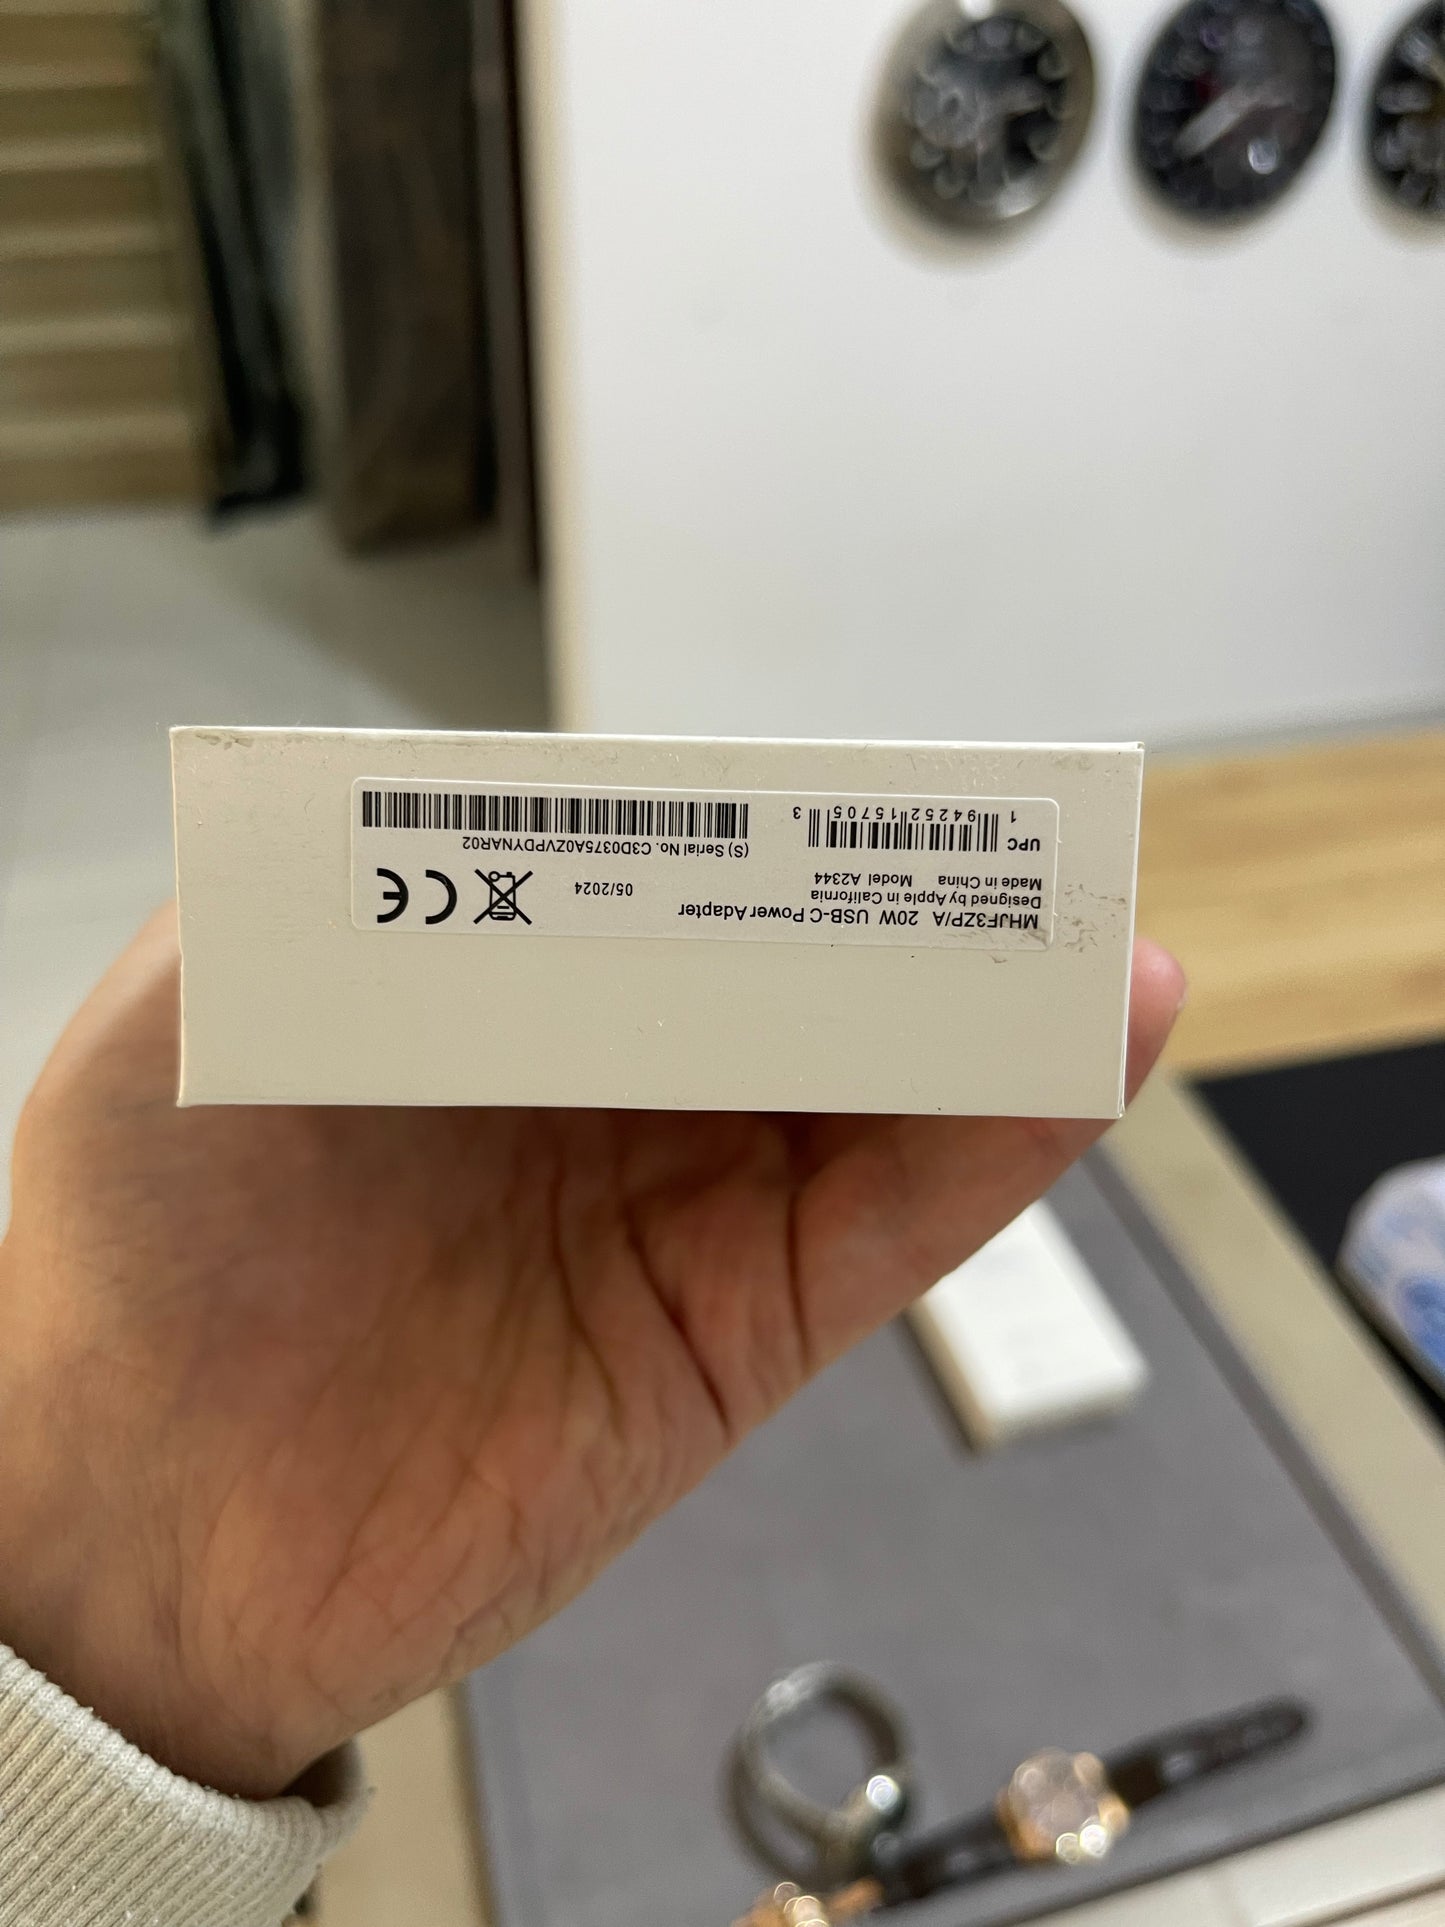 MHJF3ZP/A 20W USB-C Power Adapter
Designed by Apple in California
Made in China Model A2344
05/2024
UPC
1 94252 15705 3
(S) Serial No. C3D0375A0ZVPDYNAR02
CE